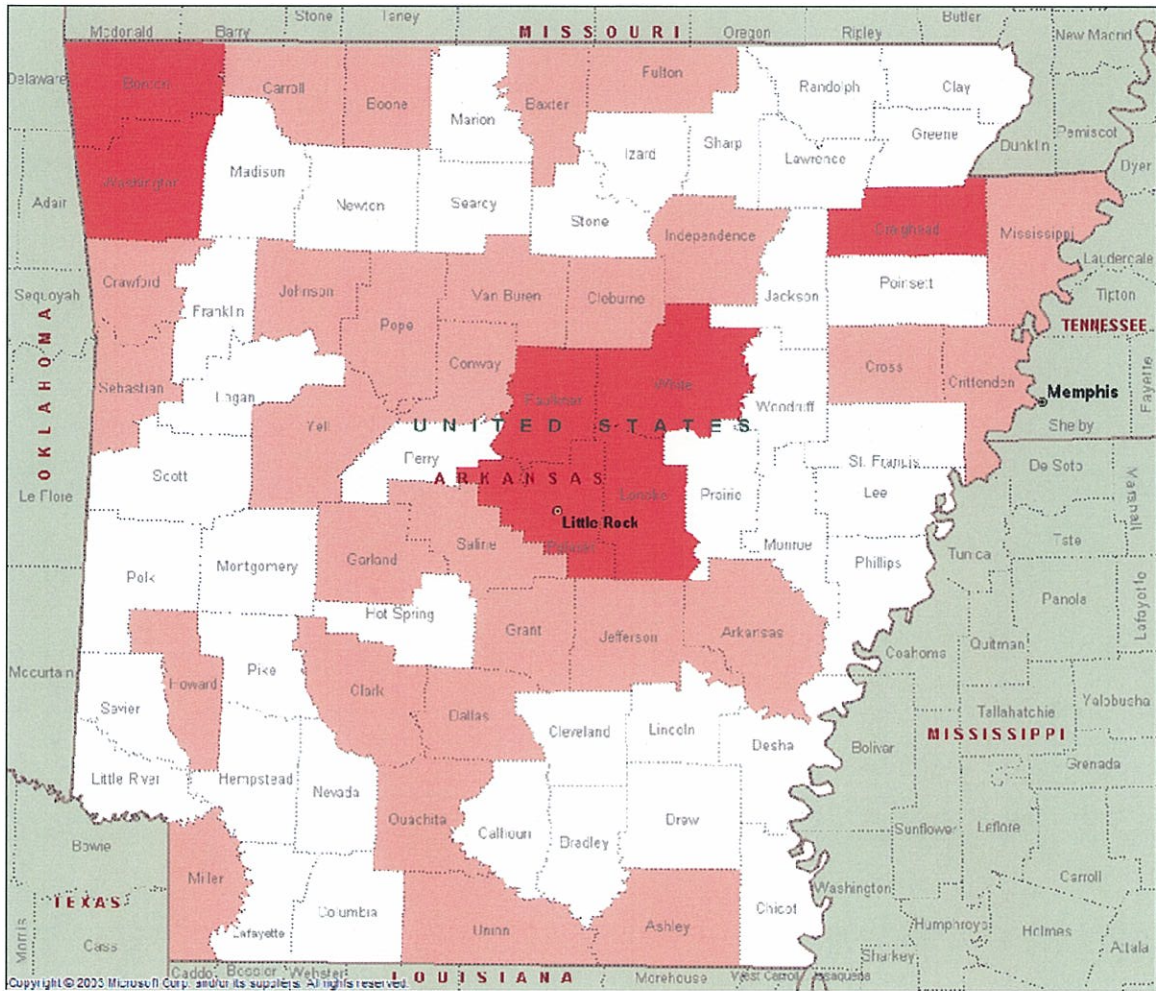 Stone
Taney
Butler
Mcdonald
Barry
MISSOURI
Oregon
Ripley
New Madrid
Delaware
Benton
Carroll
Boone
Marion
Baxter
Fulton
Randolph
Clay
Pemiscot
Greene
Dunklin
Sharp
Izard
Lawrence
Dyer
Madison
Washington
Adair
Newton
Searcy
Stone
Independence
Craighead
Mississippi
Lauderdale
Crawford
Sequoyah
Johnson
Van Buren
Cleburne
Jackson
Poinsett
Tipton
Franklin
Pope
TENNESSEE
OKLAHOMA
Conway
Cross
Crittenden
Fayette
Sebastian
Logan
Faulkner
White
Memphis
Woodruff
Yell
UNITED STATES
Shelby
Perry
St. Francis
De Soto
Scott
ARKANSAS
Lonoke
Prairie
Lee
Le Flore
Little Rock
Saline
Pulaski
Monroe
Phillips
Tunica
Garland
Montgomery
Polk
Panola
Lafayette
Hot Spring
Grant
Jefferson
Arkansas
Quitman
Coahoma
Mccurtain
Howard
Pike
Clark
Dallas
Yalobusha
Sevier
Cleveland
Lincoln
Desha
Tallahatchie
MISSISSIPPI
Bolivar
Little River
Hempstead
Nevada
Grenada
Ouachita
Calhoun
Bradley
Drew
Sunflower
Leflore
Bowie
Miller
Carroll
Washington
TEXAS
Columbia
Chicot
Lafayette
Union
Ashley
Humphreys
Holmes
Morris
Cass
Attala
Sharkey
Caddo
Bossier
Webster
LOUISIANA
Morehouse
West Carroll
Issaquena
Copyright © 2003 Microsoft Corp. and/or its suppliers. All rights reserved.